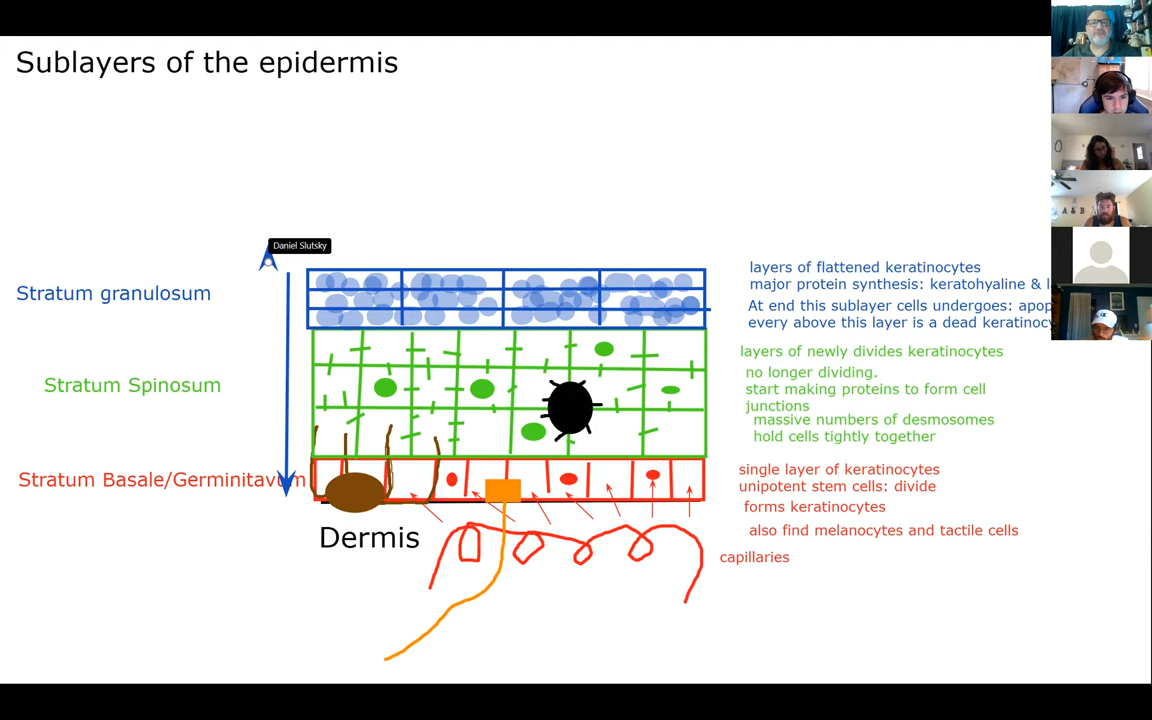 Sublayers of the epidermis
Daniel Slutsky
Stratum granulosum
layers of flattened keratinocytes
major protein synthesis: keratohyaline &
At end this sublayer cells undergoes:
every above this layer is a dead
Stratum Spinosum
layers of newly divides keratinocytes
no longer dividing.
start making proteins to form cell
junctions
massive numbers of desmosomes
hold cells tightly together
Stratum Basale/Germinitavum
single layer of keratinocytes
unipotent stem cells: divide
forms keratinocytes
also find melanocytes and tactile cells
Dermis
capillaries
A & B